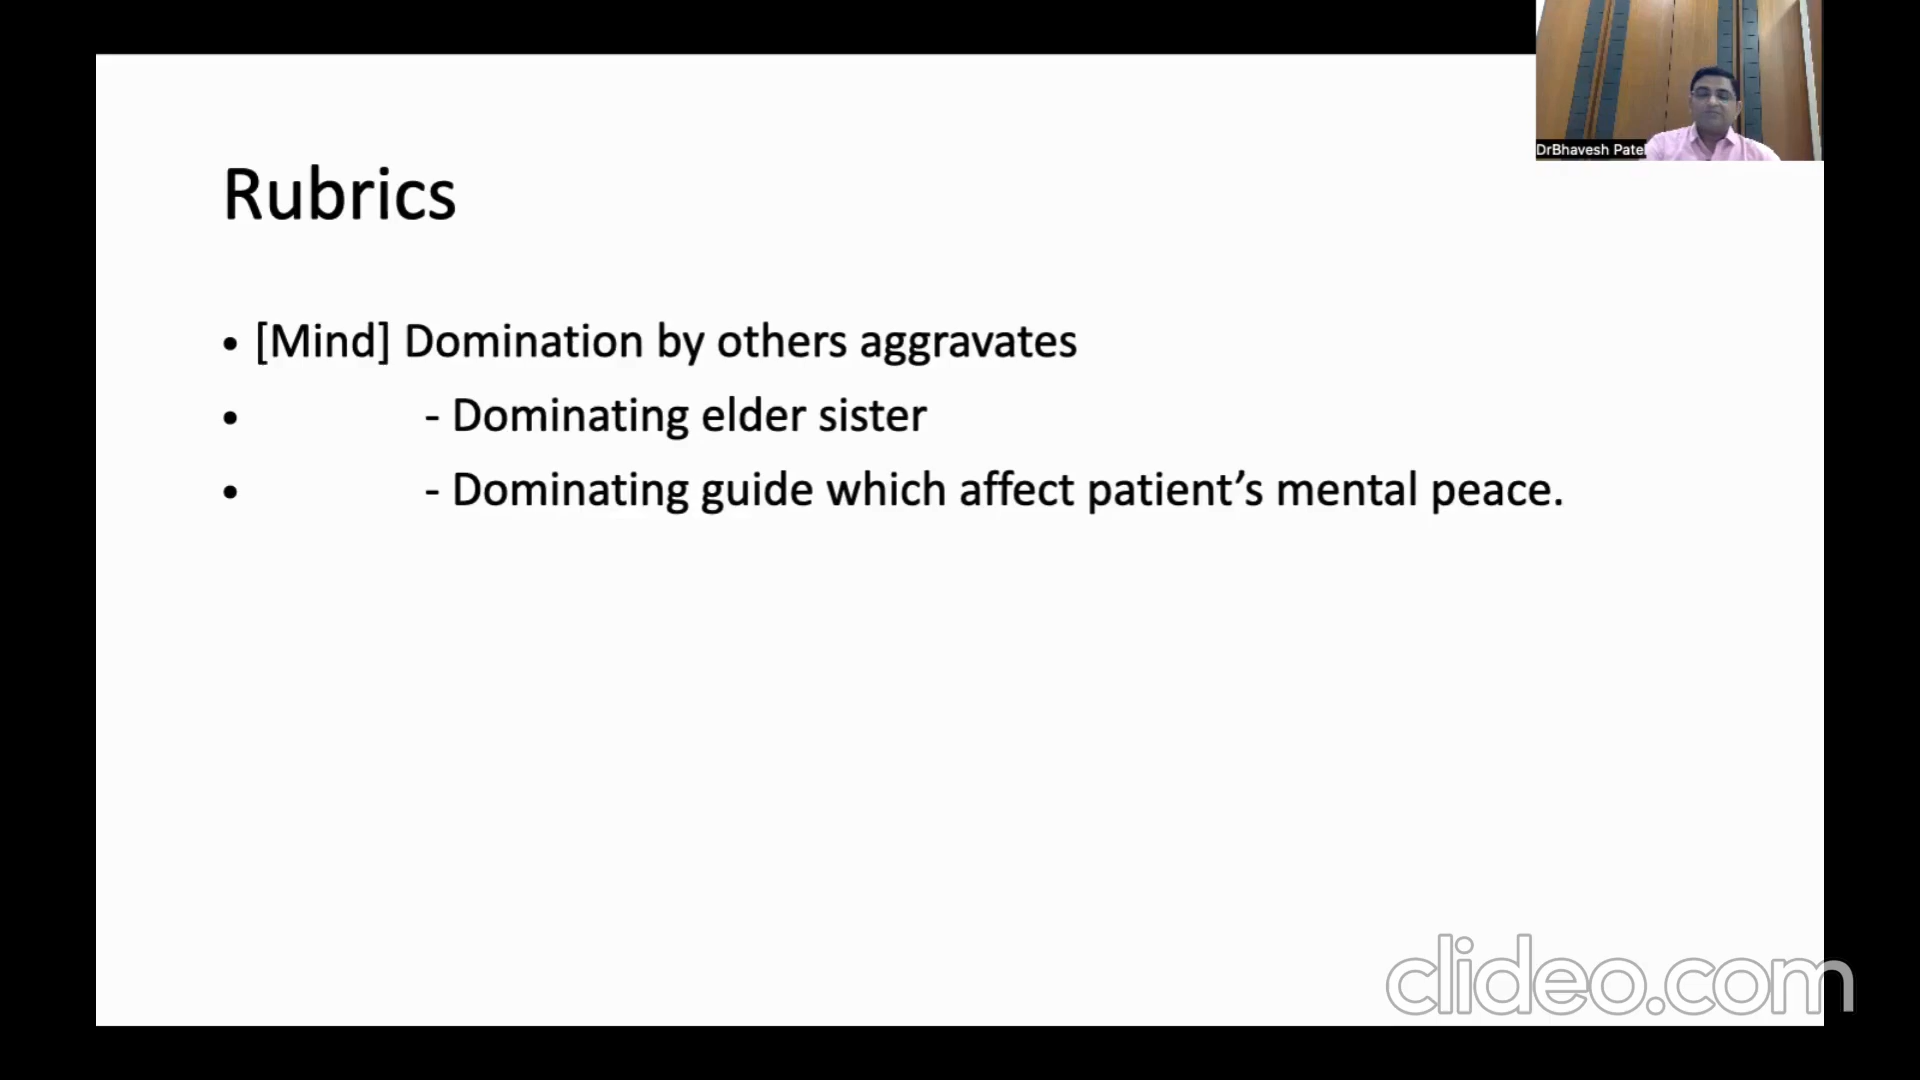 DrBhavesh Patel
Rubrics
• [Mind] Domination by others aggravates
• - Dominating elder sister
• - Dominating guide which affect patient’s mental peace.
clideo.com